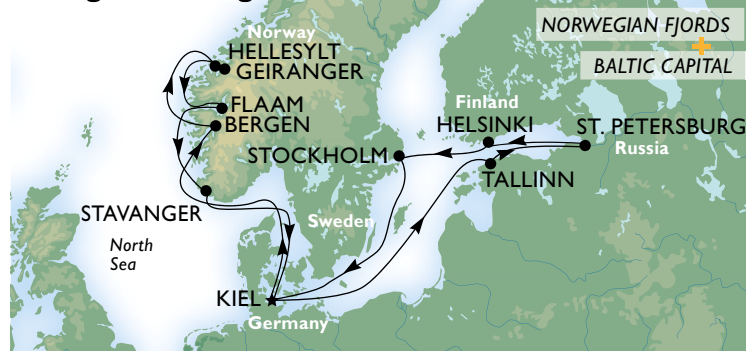 NORWEGIAN FJORDS
+
BALTIC CAPITAL
Norway
HELLESYLT
GEIRANGER
FLAAM
BERGEN
Finland
HELSINKI
ST. PETERSBURG
Russia
STOCKHOLM
TALLINN
STAVANGER
Sweden
North
Sea
KIEL
Germany